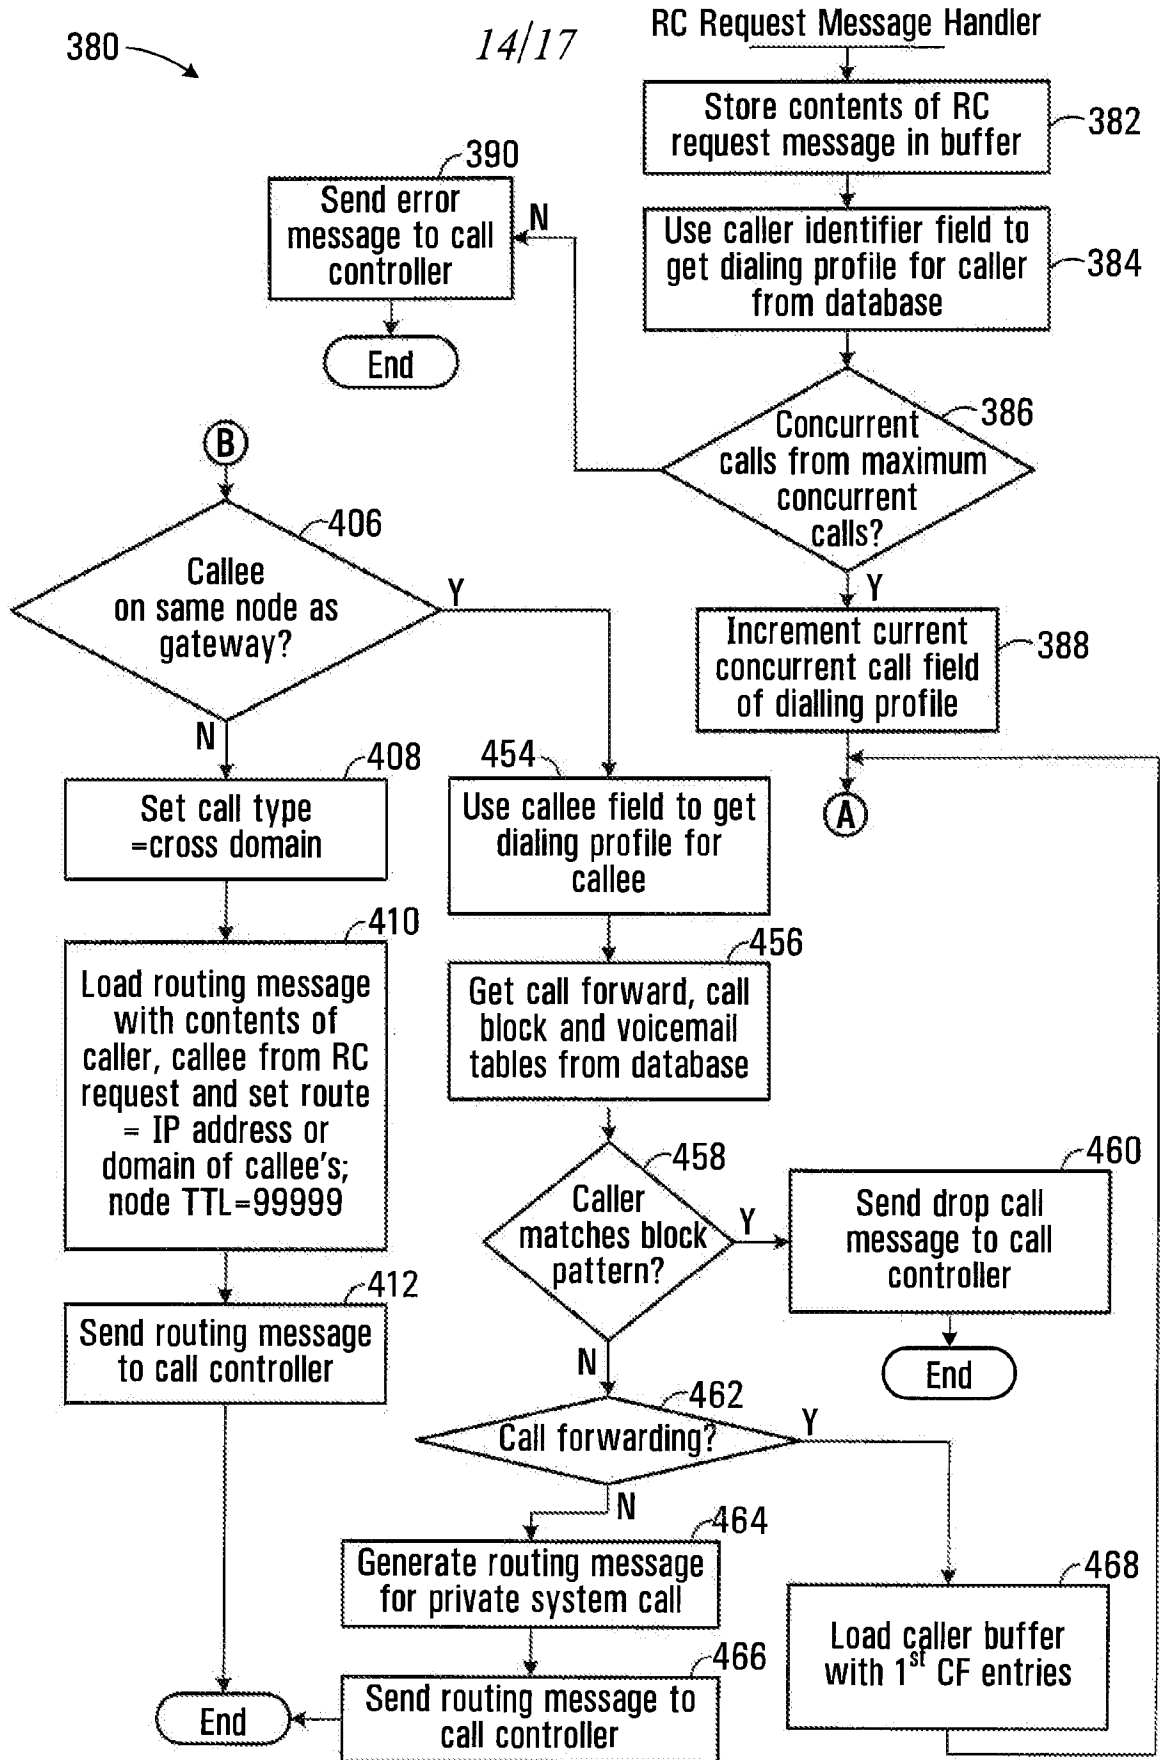 380
14/17
RC Request Message Handler
Store contents of RC
request message in buffer
382
Use caller identifier field to
get dialing profile for caller
from database
384
390
Send error
message to call
controller
N
End
386
Concurrent
calls from maximum
concurrent
calls?
Y
Increment current
concurrent call field
of dialling profile
388
A
B
406
Callee
on same node as
gateway?
Y
N
408
Set call type
=cross domain
410
Load routing message
with contents of
caller, callee from RC
request and set route
= IP address or
domain of callee's;
node TTL=99999
412
Send routing message
to call controller
454
Use callee field to get
dialing profile for
callee
456
Get call forward, call
block and voicemail
tables from database
458
Caller
matches block
pattern?
Y
460
Send drop call
message to call
controller
End
N
462
Call forwarding?
Y
N
464
Generate routing message
for private system call
466
Send routing message to
call controller
End
468
Load caller buffer
with 1st CF entries